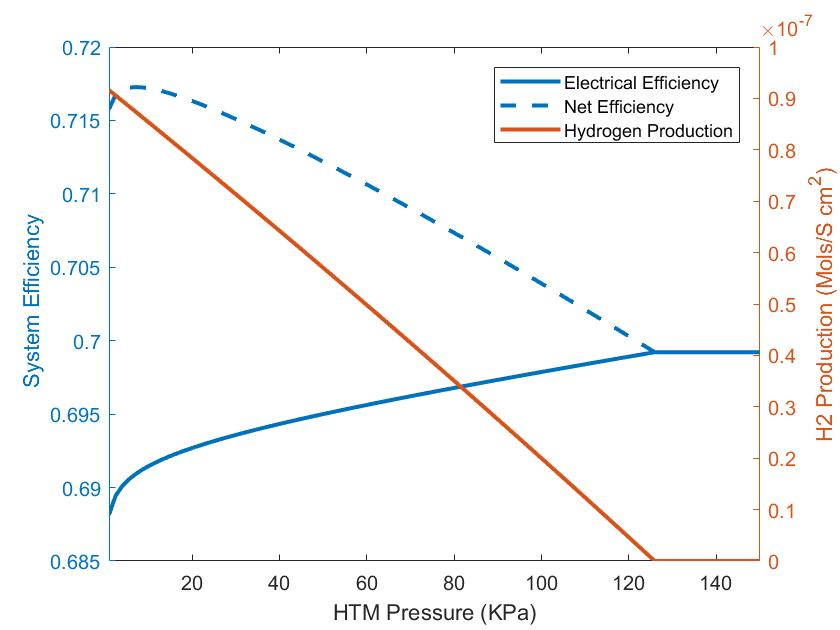 ×10^-7
0.72
0.715
0.71
0.705
0.7
0.695
0.69
0.685
System Efficiency
Electrical Efficiency
Net Efficiency
Hydrogen Production
1
0.9
0.8
0.7
0.6
0.5
0.4
0.3
0.2
0.1
0
H2 Production (Mols/S cm^2)
20 40 60 80 100 120 140
HTM Pressure (KPa)